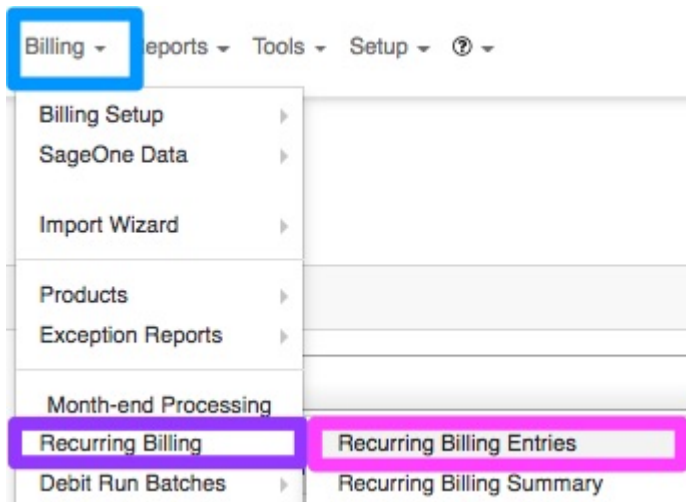 Billing eports Tools Setup ?
Billing Setup
SageOne Data
Import Wizard
Products
Exception Reports
Month-end Processing
Recurring Billing Recurring Billing Entries
Debit Run Batches Recurring Billing Summary